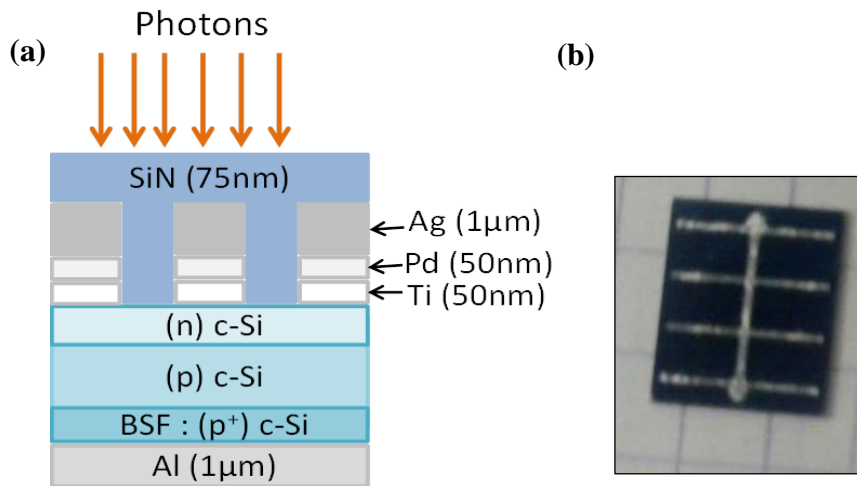 Photons
(a)
(b)
SiN (75nm)
Ag (1µm)
Pd (50nm)
Ti (50nm)
(n) c-Si
(p) c-Si
BSF : (p⁺) c-Si
Al (1µm)